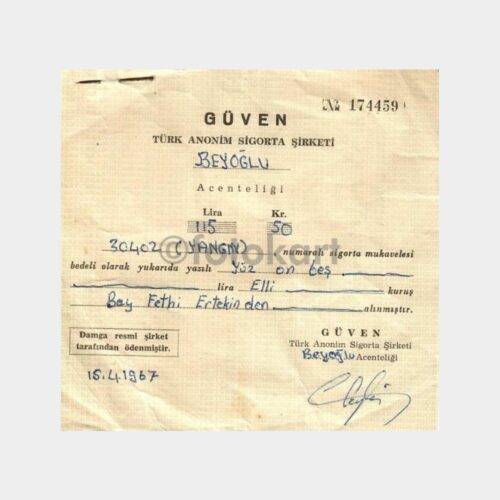 № 174459
GÜVEN
TÜRK ANONİM SİGORTA ŞİRKETİ
BEYOĞLU
Acenteliği
Lira Kr.
115 50
30402 (YANGIN) numaralı sigorta mukavelesi
bedeli olarak yukarıda yazılı Yüz on beş
lira Elli kuruş
Bay Fethi Ertekinden alınmıştır.
Damga resmi şirket
tarafından ödenmiştir.
GÜVEN
Türk Anonim Sigorta Şirketi
Beyoğlu Acenteliği
15.4.1967
©fotokart